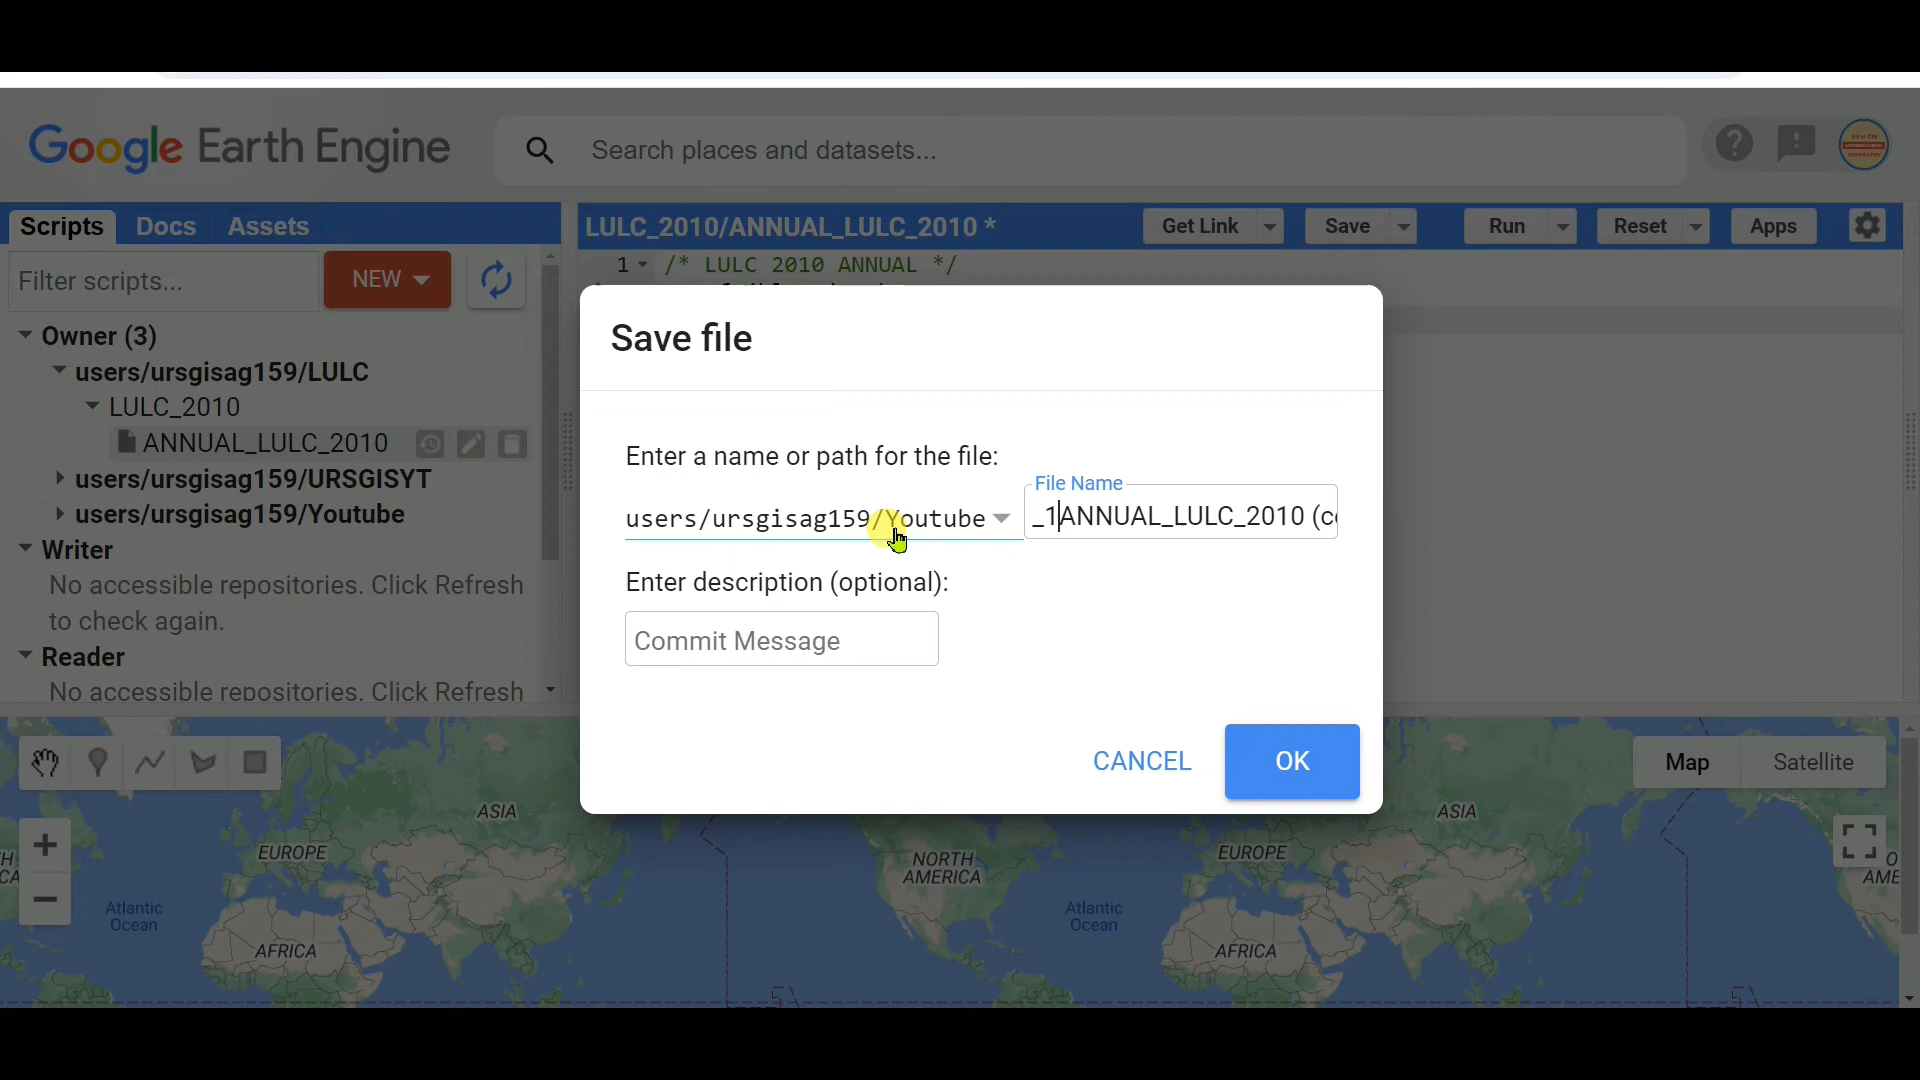 Google Earth Engine
Search places and datasets...
Scripts
Docs
Assets
LULC_2010/ANNUAL_LULC_2010 *
Get Link
Save
Run
Reset
Apps
Filter scripts...
NEW
1
/* LULC 2010 ANNUAL */
Owner (3)
users/ursgisag159/LULC
LULC_2010
ANNUAL_LULC_2010
users/ursgisag159/URSGISYT
users/ursgisag159/Youtube
Writer
No accessible repositories. Click Refresh
to check again.
Reader
No accessible repositories. Click Refresh
Save file
Enter a name or path for the file:
File Name
users/ursgisag159/Youtube
_1ANNUAL_LULC_2010 (co
Enter description (optional):
Commit Message
CANCEL
OK
Map
Satellite
ASIA
ASIA
EUROPE
NORTH
AMERICA
EUROPE
AME
Atlantic
Ocean
Atlantic
Ocean
AFRICA
AFRICA